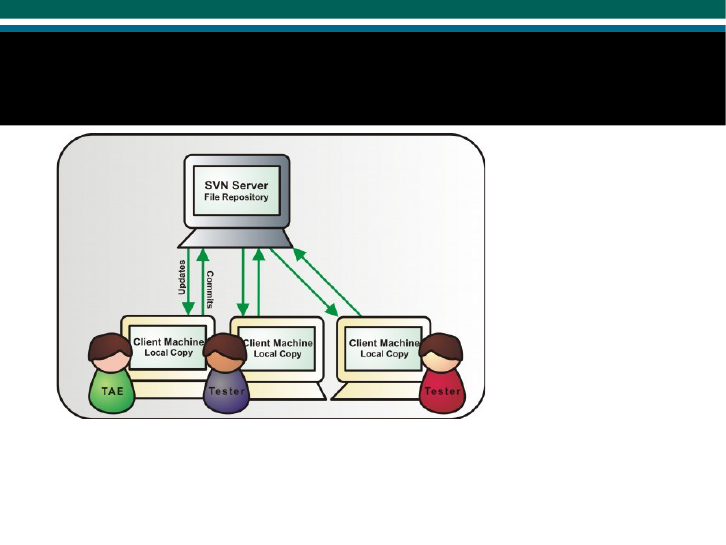 SVN Server
File Repository
Updates
Commits
Client Machine
Local Copy
Client Machine
Local Copy
Client Machine
Local Copy
TAE
Tester
Tester